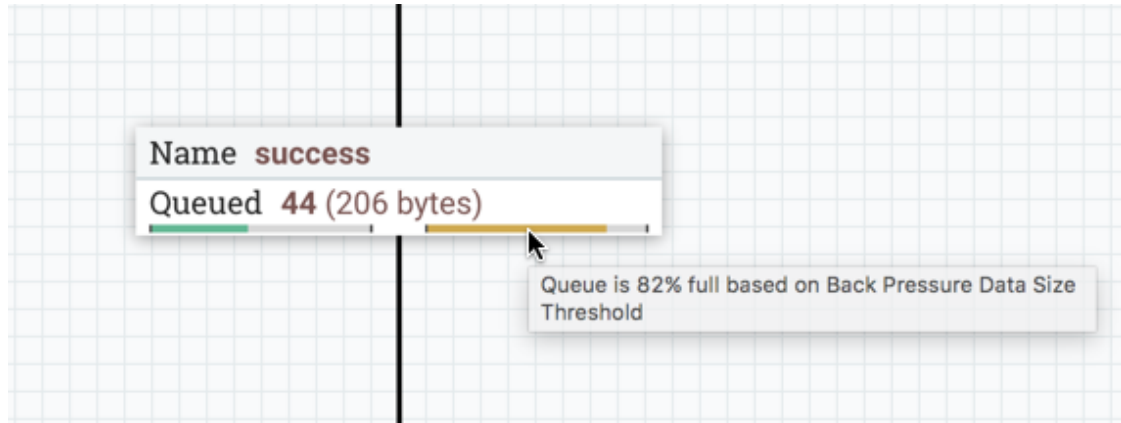 Name success
Queued 44 (206 bytes)
Queue is 82% full based on Back Pressure Data Size
Threshold